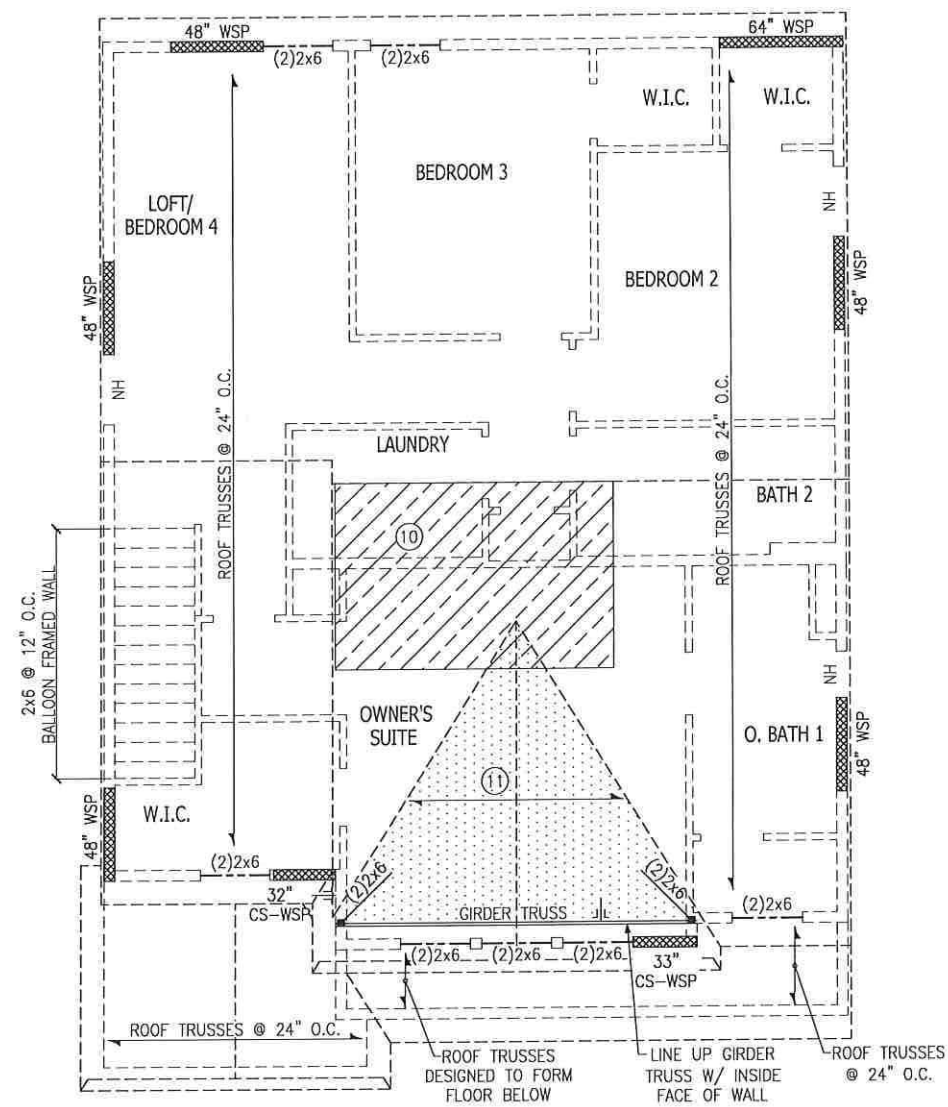 48" WSP
64" WSP
(2)2x6
(2)2x6
W.I.C.
W.I.C.
BEDROOM 3
LOFT/
BEDROOM 4
NH
BEDROOM 2
48" WSP
48" WSP
NH
ROOF TRUSSES @ 24" O.C.
ROOF TRUSSES @ 24" O.C.
LAUNDRY
BATH 2
10
2x6 @ 12" O.C.
BALLOON FRAMED WALL
NH
OWNER'S
SUITE
O. BATH 1
48" WSP
11
W.I.C.
48" WSP
(2)2x6
(2)2x6
(2)2x6
(2)2x6
32"
CS-WSP
GIRDER TRUSS
(2)2x6
(2)2x6
(2)2x6
33"
CS-WSP
ROOF TRUSSES @ 24" O.C.
ROOF TRUSSES
DESIGNED TO FORM
FLOOR BELOW
LINE UP GIRDER
TRUSS W/ INSIDE
FACE OF WALL
ROOF TRUSSES
@ 24" O.C.